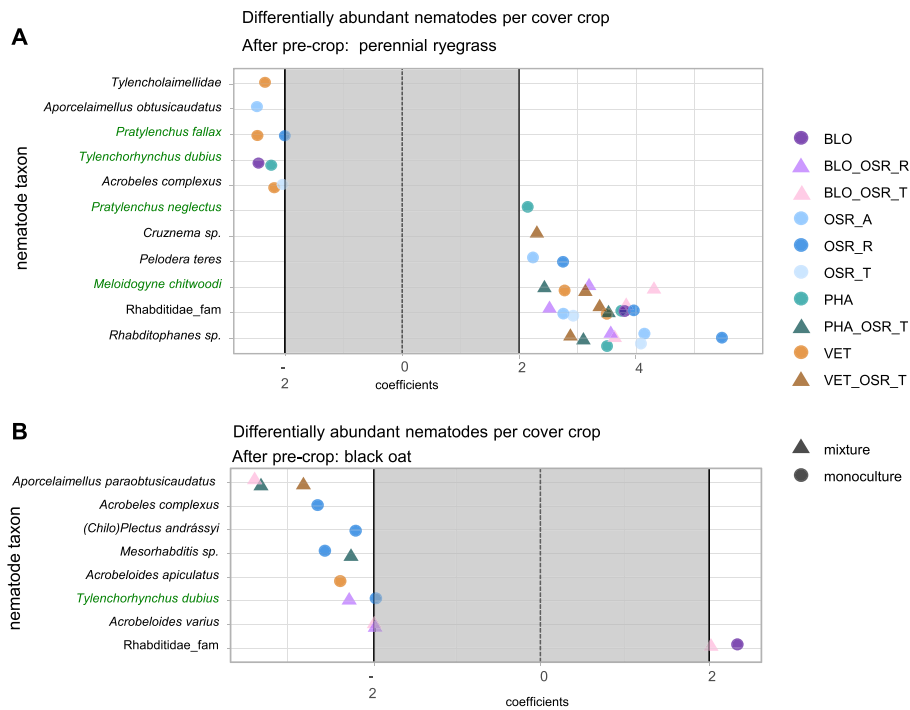 Differentially abundant nematodes per cover crop
A
After pre-crop: perennial ryegrass
nematode taxon
Tylencholaimellidae
Aporcelaimellus obtusicaudatus
Pratylenchus fallax
Tylenchorhynchus dubius
Acrobeles complexus
Pratylenchus neglectus
Cruznema sp.
Pelodera teres
Meloidogyne chitwoodi
Rhabditidae_fam
Rhabditophanes sp.
-
2
0
2
4
coefficients
BLO
BLO_OSR_R
BLO_OSR_T
OSR_A
OSR_R
OSR_T
PHA
PHA_OSR_T
VET
VET_OSR_T
mixture
monoculture
B
Differentially abundant nematodes per cover crop
After pre-crop: black oat
nematode taxon
Aporcelaimellus paraobtusicaudatus
Acrobeles complexus
(Chilo)Plectus andrássyi
Mesorhabditis sp.
Acrobeloides apiculatus
Tylenchorhynchus dubius
Acrobeloides varius
Rhabditidae_fam
-
2
0
2
coefficients